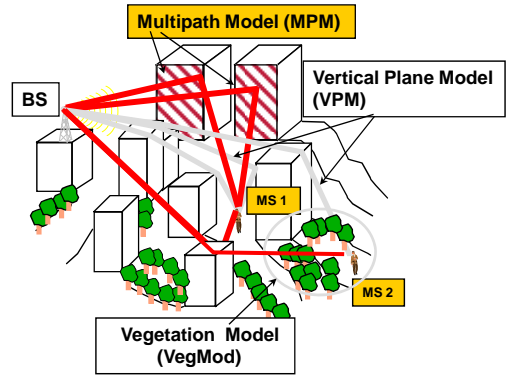 Multipath Model (MPM)
Vertical Plane Model
(VPM)
BS
MS 1
MS 2
Vegetation Model
(VegMod)